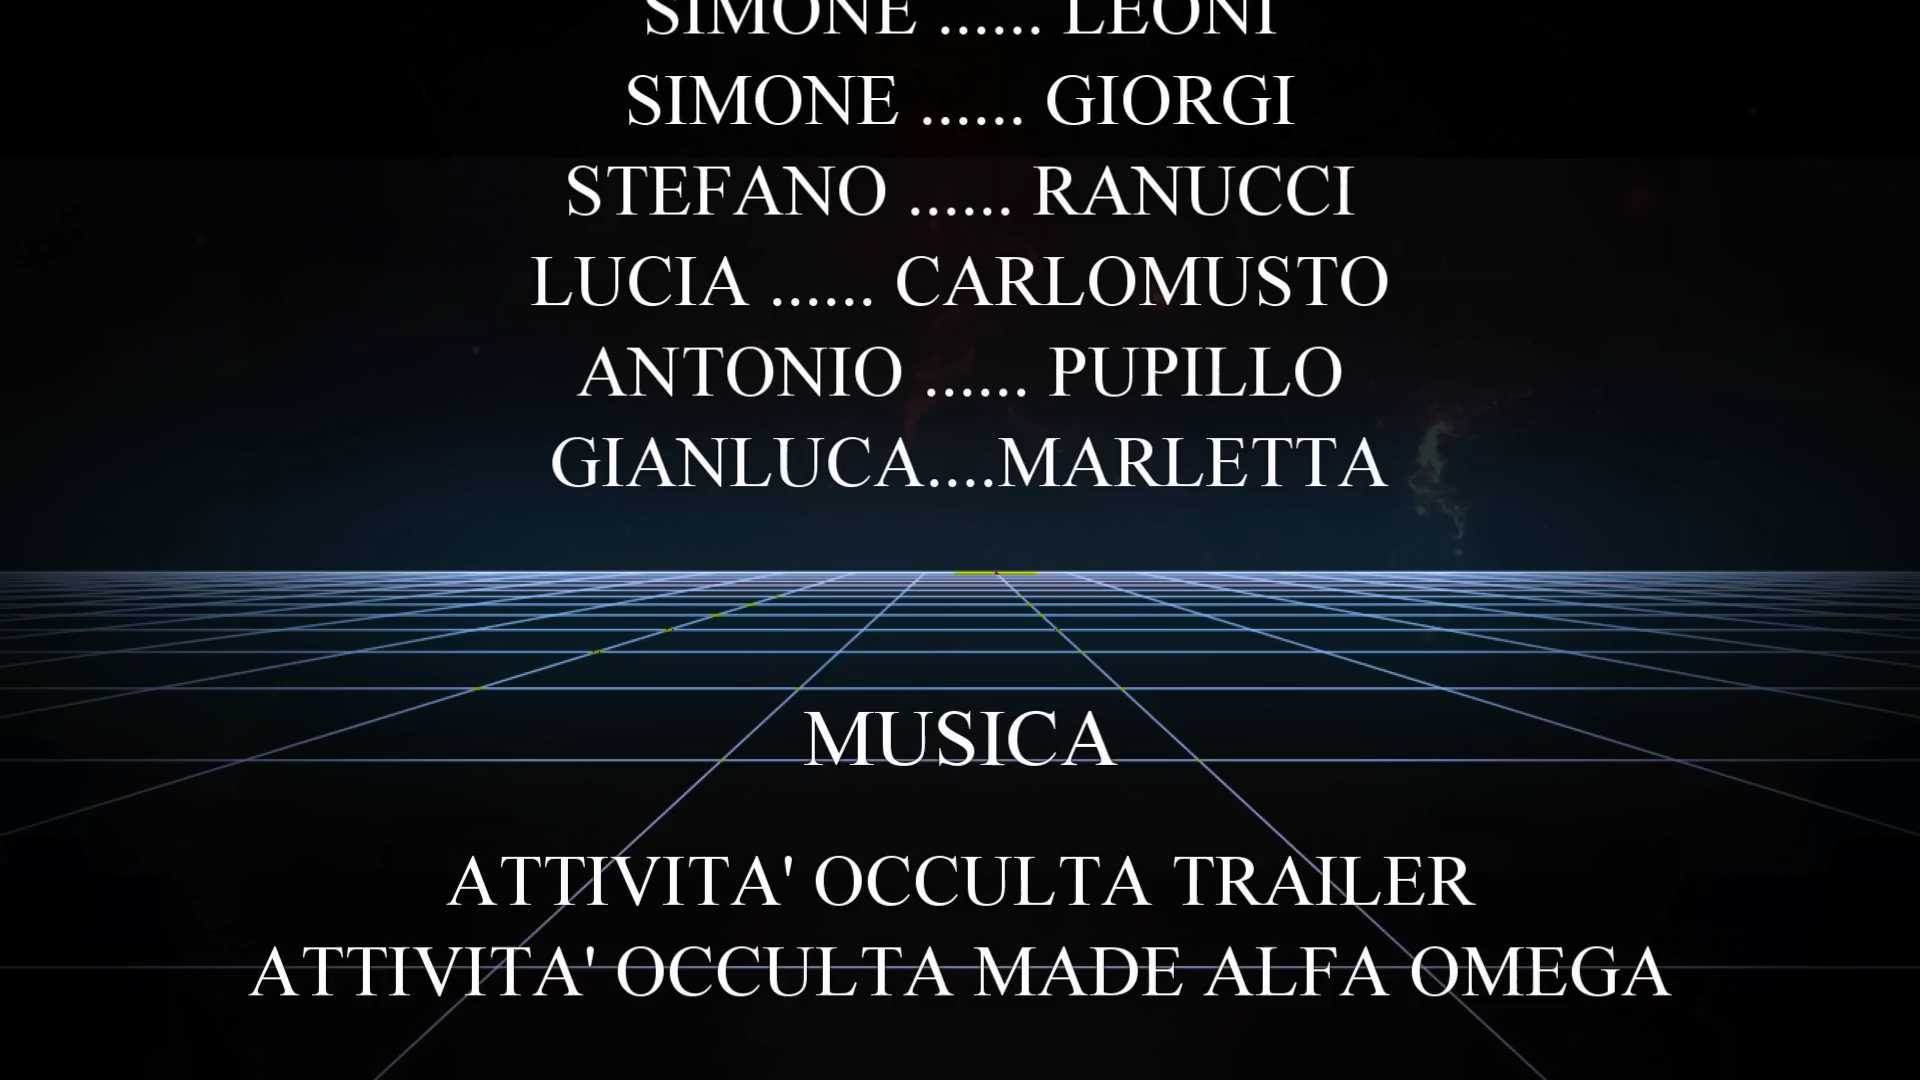 SIMONE ...... LEONI
SIMONE ...... GIORGI
STEFANO ...... RANUCCI
LUCIA ...... CARLOMUSTO
ANTONIO ...... PUPILLO
GIANLUCA....MARLETTA
MUSICA
ATTIVITA' OCCULTA TRAILER
ATTIVITA' OCCULTA MADE ALFA OMEGA